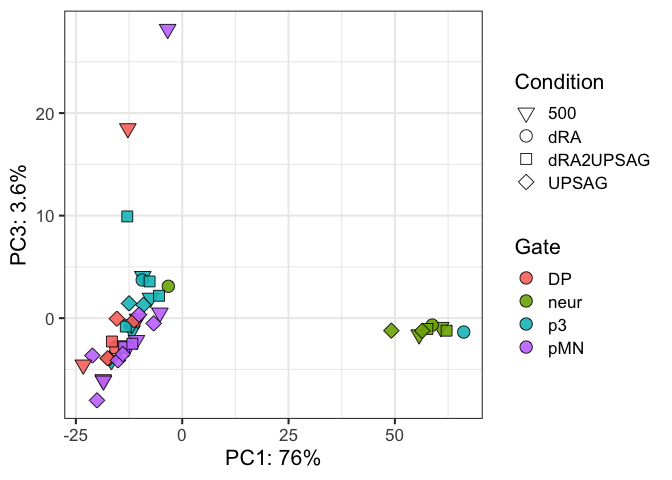 20
10
0
-25
0
25
50
PC1: 76%
PC3: 3.6%
Condition
500
dRA
dRA2UPSAG
UPSAG
Gate
DP
neur
p3
pMN